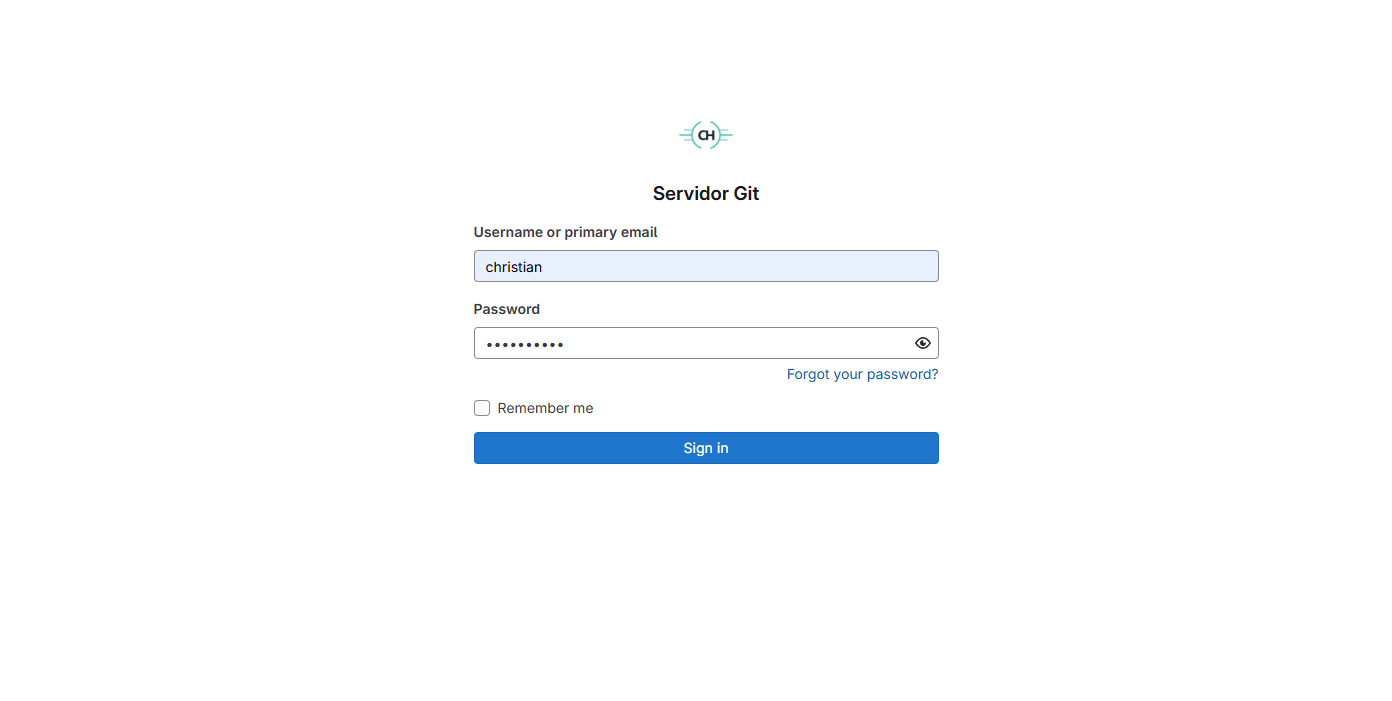 CH
Servidor Git
Username or primary email
christian
Password
••••••••••
Forgot your password?
Remember me
Sign in